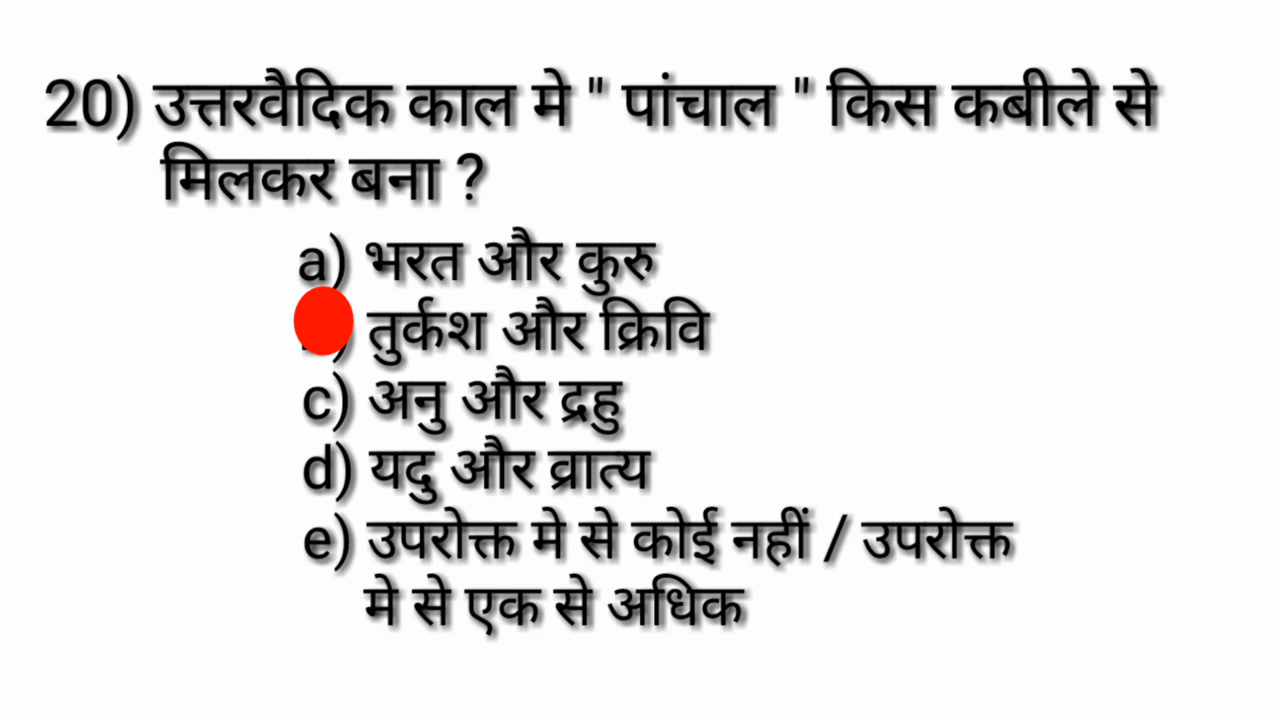 20) उत्तरवैदिक काल मे " पांचाल " किस कबीले से
मिलकर बना ?
a) भरत और कुरु
) तुर्कश और क्रिवि
c) अनु और द्रहु
d) यदु और व्रात्य
e) उपरोक्त मे से कोई नहीं / उपरोक्त
मे से एक से अधिक